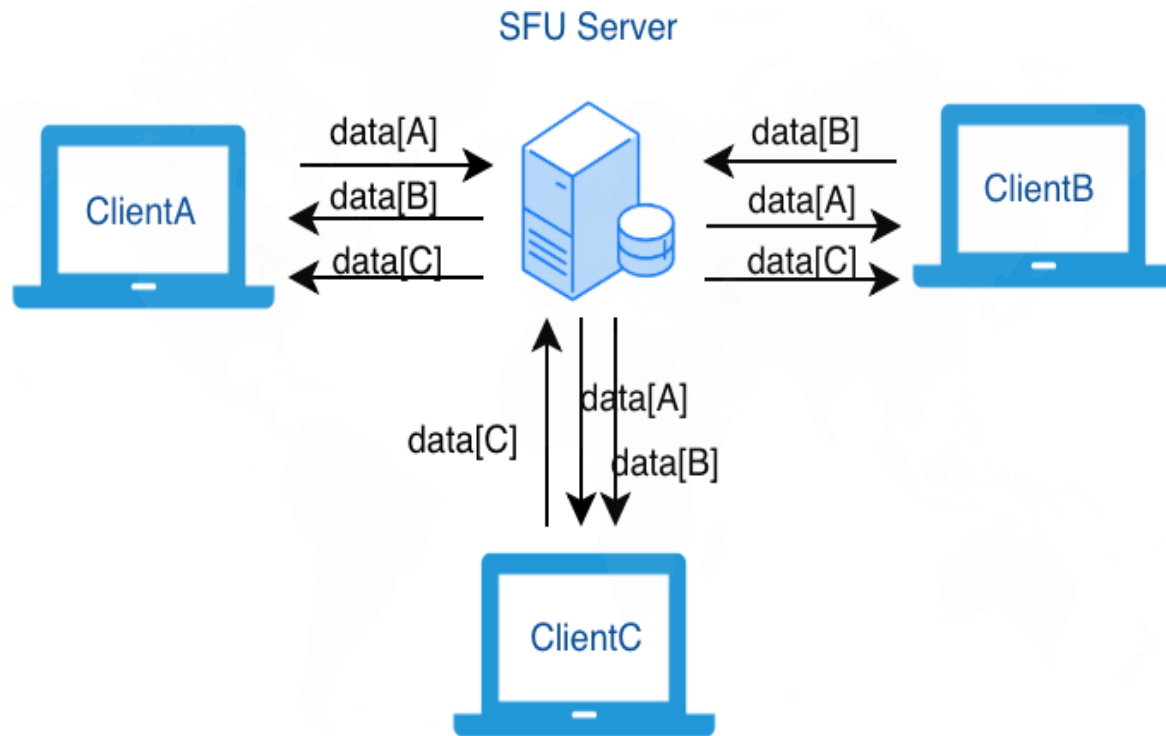 SFU Server
data[A]
data[B]
data[B]
data[A]
ClientA
ClientB
data[C]
data[C]
data[A]
data[C]
data[B]
ClientC